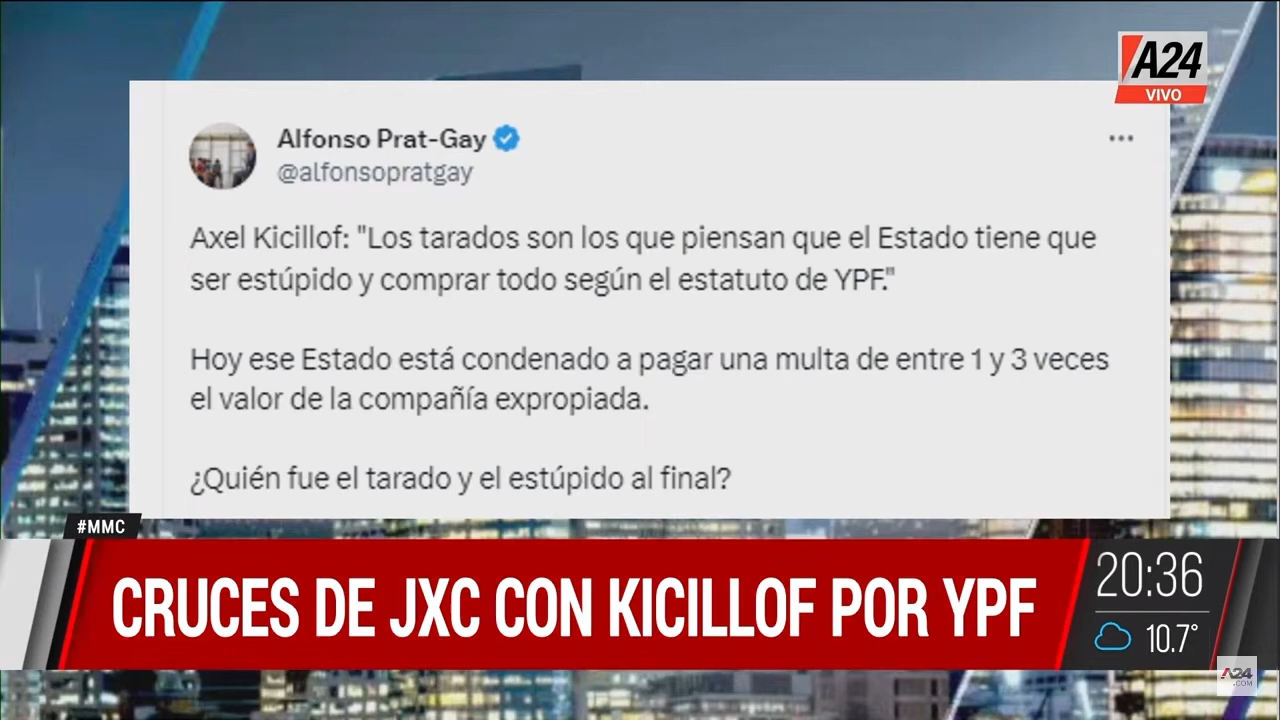 A24
VIVO
Alfonso Prat-Gay
@alfonsopratgay
Axel Kicillof: "Los tarados son los que piensan que el Estado tiene que
ser estúpido y comprar todo según el estatuto de YPF."
Hoy ese Estado está condenado a pagar una multa de entre 1 y 3 veces
el valor de la compañía expropiada.
¿Quién fue el tarado y el estúpido al final?
#MMC
CRUCES DE JXC CON KICILLOF POR YPF
20:36
10.7°
A24
.COM